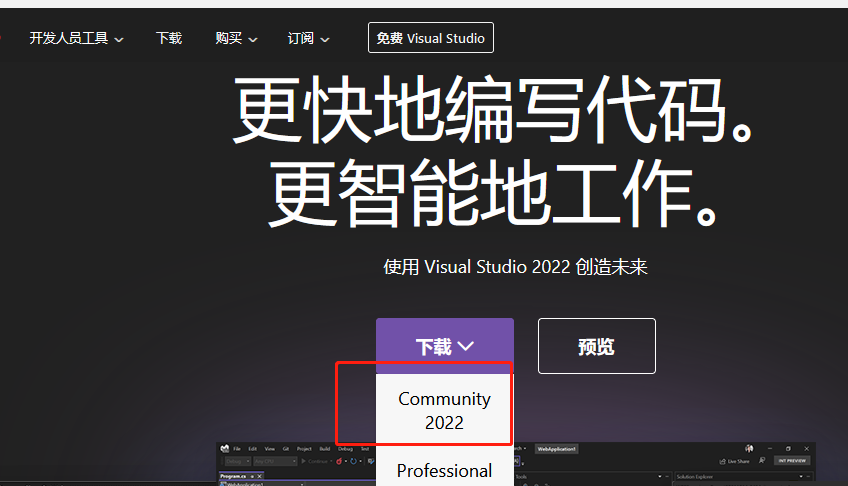 开发人员工具
下载
购买
订阅
免费 Visual Studio
更快地编写代码。
更智能地工作。
使用 Visual Studio 2022 创造未来
下载
预览
Community
2022
Professional
File Edit View Git Project Build Debug Test
WebApplication1
Live Share
INT PREVIEW
Program.cs
Solution Explorer
WebApplication1